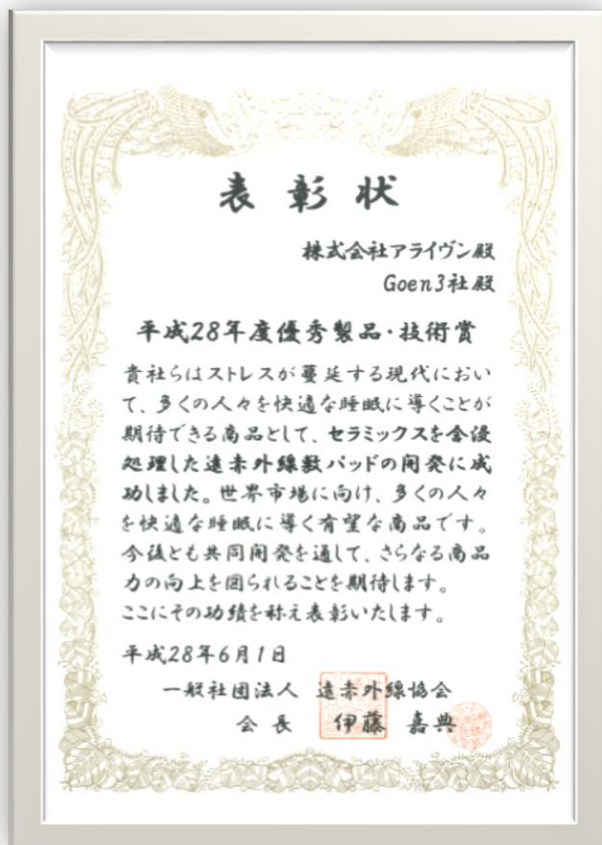 表彰状
株式会社アライヴン殿
Goen3社殿
平成28年度優秀製品・技術賞
貴社らはストレスが蔓延する現代におい
て、多くの人々を快適な睡眠に導くことが
期待できる商品として、セラミックスを含浸
処理した遠赤外線敷パッドの開発に成
功しました。世界市場に向け、多くの人々
を快適な睡眠に導く有望な商品です。
今後とも共同開発を通して、さらなる商品
力の向上を図られることを期待します。
ここにその功績を称え表彰いたします。
平成28年6月1日
一般社団法人 遠赤外線協会
会長 伊藤 嘉典